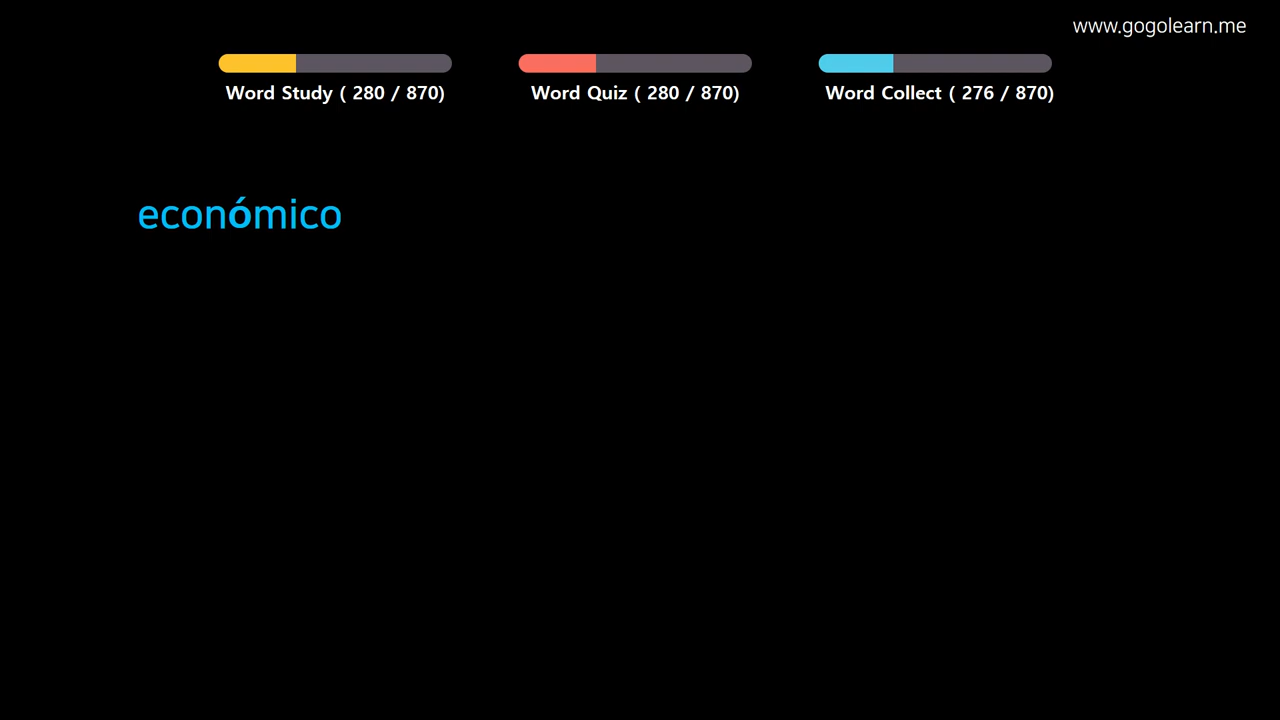 www.gogolearn.me
Word Study ( 280 / 870)
Word Quiz ( 280 / 870)
Word Collect ( 276 / 870)
económico